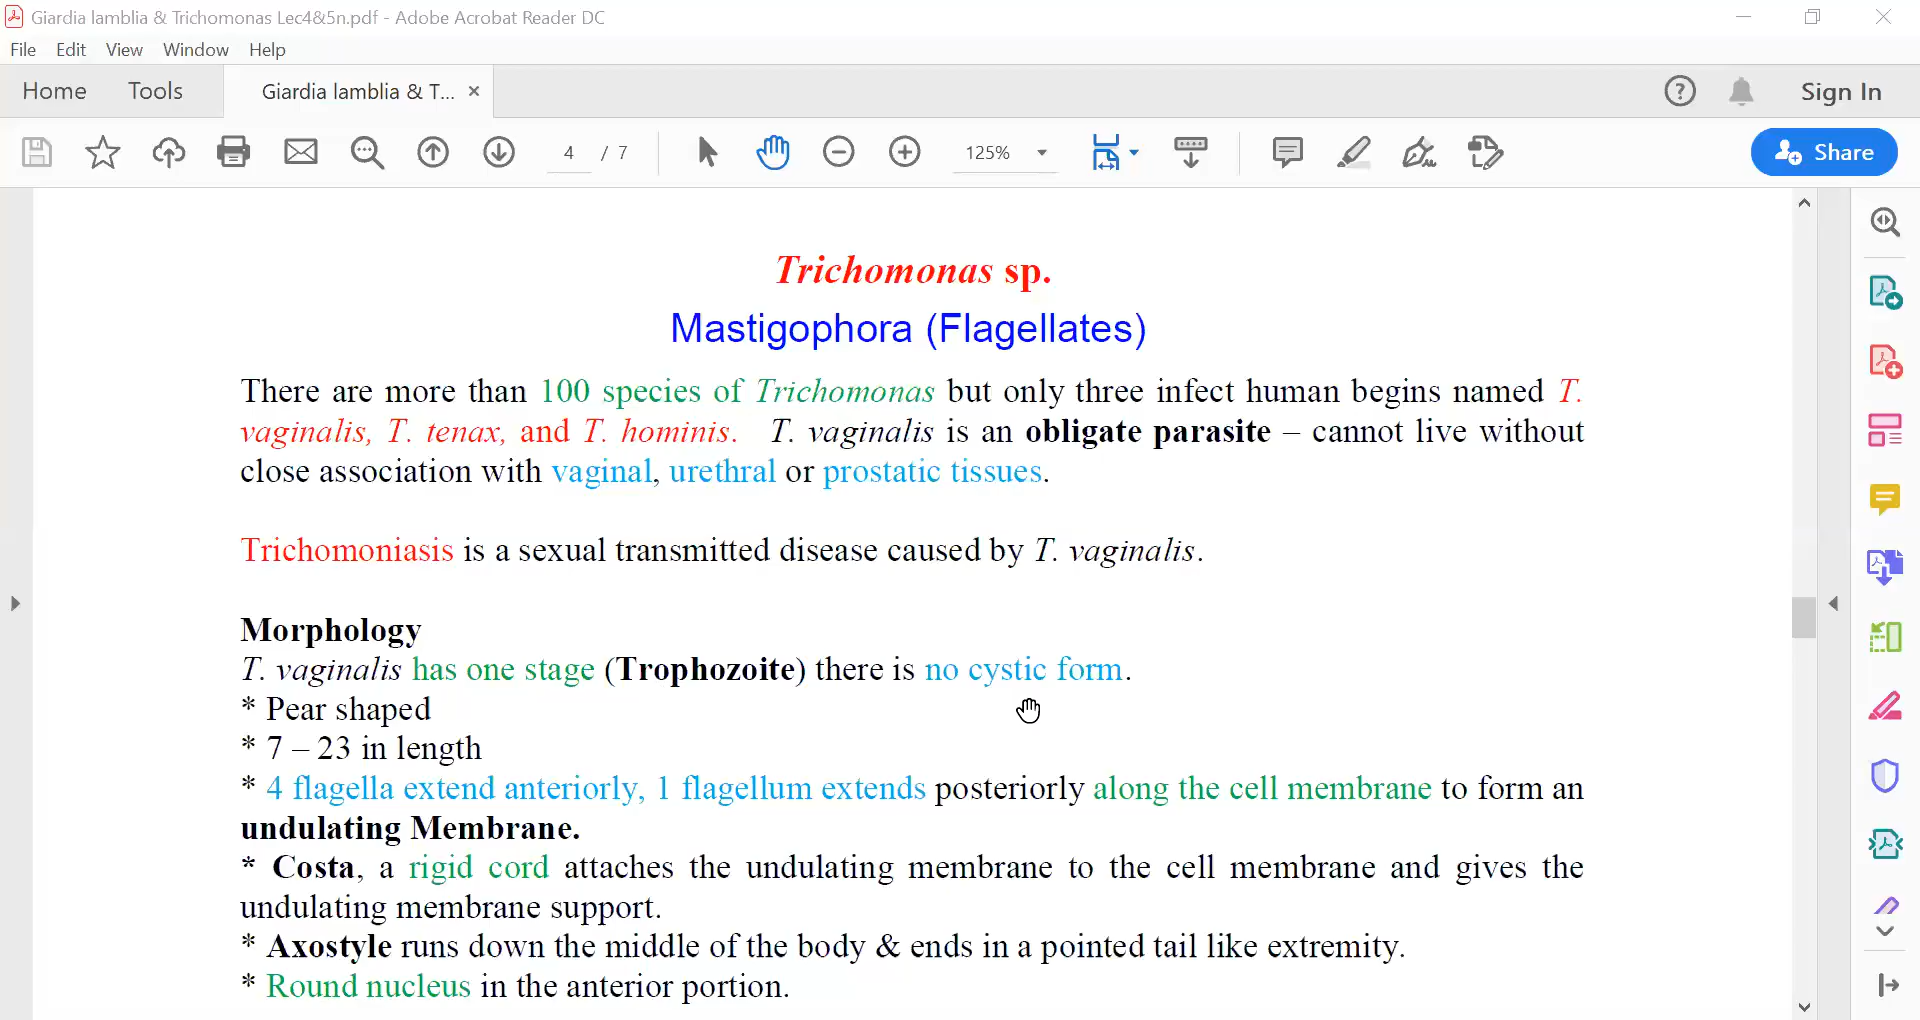 Giardia lamblia & Trichomonas Lec4&5n.pdf - Adobe Acrobat Reader DC
File Edit View Window Help
Home Tools Giardia lamblia & T... × Sign In
4 / 7 125% Share
Trichomonas sp.
Mastigophora (Flagellates)
There are more than 100 species of Trichomonas but only three infect human begins named T.
vaginalis, T. tenax, and T. hominis. T. vaginalis is an obligate parasite – cannot live without
close association with vaginal, urethral or prostatic tissues.
Trichomoniasis is a sexual transmitted disease caused by T. vaginalis.
Morphology
T. vaginalis has one stage (Trophozoite) there is no cystic form.
* Pear shaped
* 7 – 23 in length
* 4 flagella extend anteriorly, 1 flagellum extends posteriorly along the cell membrane to form an
undulating Membrane.
* Costa, a rigid cord attaches the undulating membrane to the cell membrane and gives the
undulating membrane support.
* Axostyle runs down the middle of the body & ends in a pointed tail like extremity.
* Round nucleus in the anterior portion.